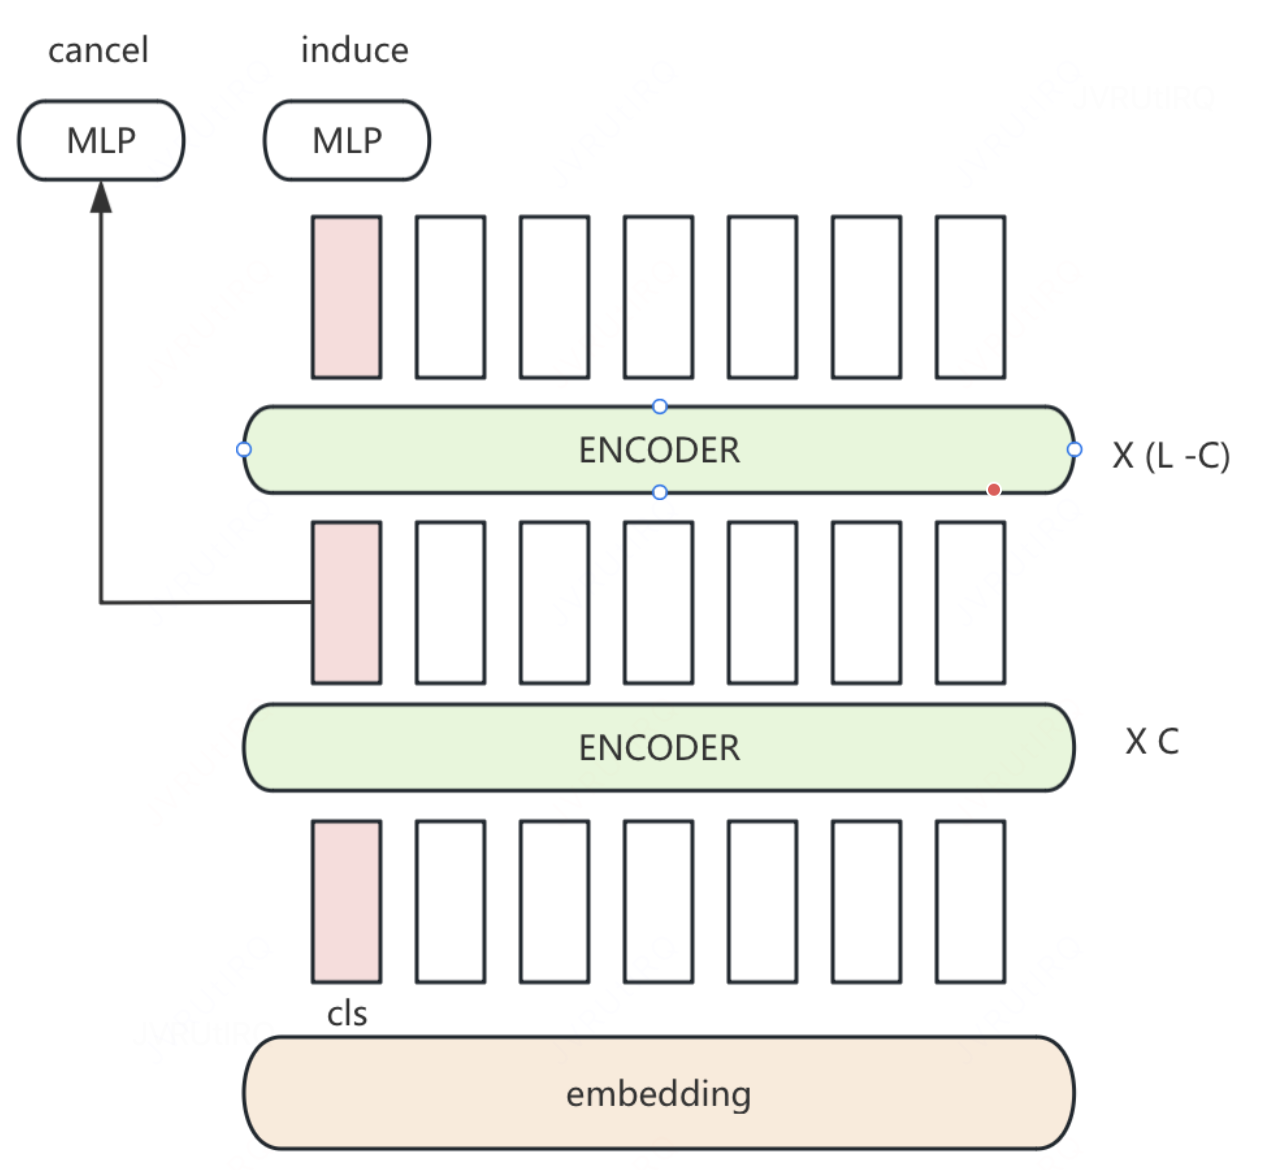 cancel
induce
MLP
MLP
ENCODER
X (L -C)
ENCODER
X C
cls
embedding